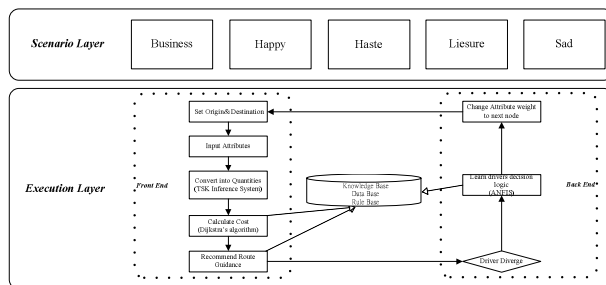 Scenario Layer
Business
Happy
Haste
Liesure
Sad
Execution Layer
Front End
Set Origin&Destination
Input Attributes
Convert into Quantities
(TSK Inference System)
Calculate Cost
(Dijkstra's algorithm)
Recommend Route
Guidance
Knowledge Base
Data Base
Rule Base
Change Attribute weight
to next node
Learn drivers decision
logic
(ANFIS)
Driver Diverge
Back End